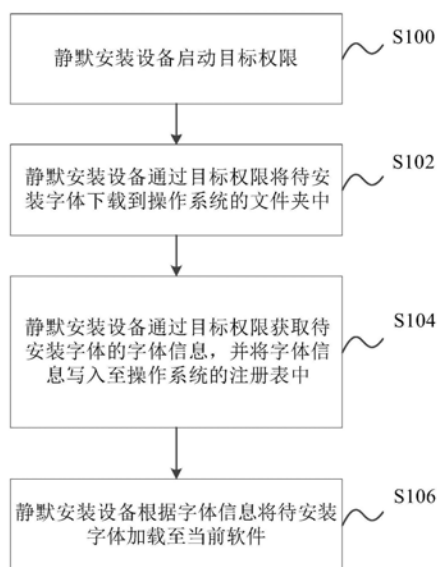 静默安装设备启动目标权限
S100
静默安装设备通过目标权限将待安
装字体下载到操作系统的文件夹中
S102
静默安装设备通过目标权限获取待
安装字体的字体信息，并将字体信
息写入至操作系统的注册表中
S104
静默安装设备根据字体信息将待安装
字体加载至当前软件
S106